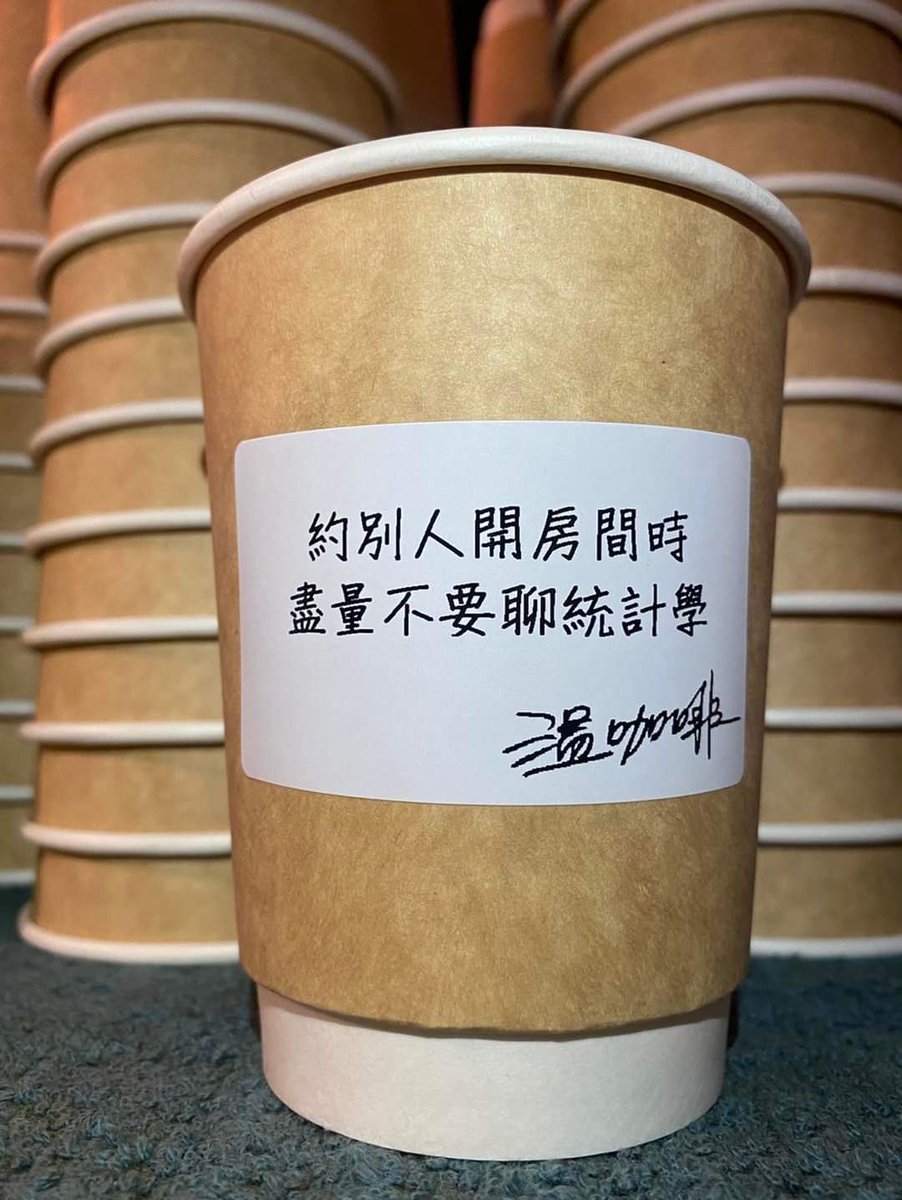 約別人開房間時
盡量不要聊統計學
溫咖啡